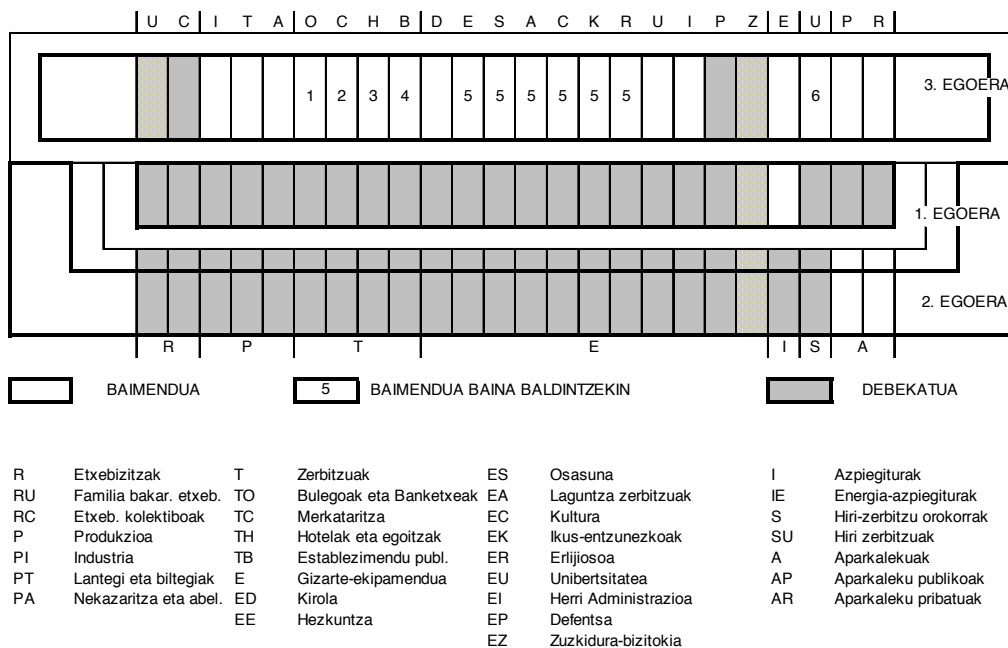 U C I T A O C H B D E S A C K R U I P Z E U P R
3. EGOERA
1 2 3 4 5 5 5 5 5 5 6
1. EGOERA
2. EGOERA
R P T E I S A
BAIMENDUA 5 BAIMENDUA BAINA BALDINTZEKIN DEBEKATUA
R Etxebizitzak T Zerbitzuak ES Osasuna I Azpiegiturak
RU Familia bakar. etxeb. TO Bulegoak eta Banketxeak EA Laguntza zerbitzuak IE Energia-azpiegiturak
RC Etxeb. kolektiboak TC Merkataritza EC Kultura S Hiri-zerbitzu orokorrak
P Produkzioa TH Hotelak eta egoitzak EK Ikus-entzunezkoak SU Hiri zerbitzuak
PI Industria TB Establezimendu publ. ER Erlijiosoa A Aparkalekuak
PT Lantegi eta biltegiak E Gizarte-ekipamendua EU Unibertsitatea AP Aparkaleku publikoak
PA Nekazaritza eta abel. ED Kirola EI Herri Administrazioa AR Aparkaleku pribatuak
EE Hezkuntza EP Defentsa
EZ Zuzkidura-bizitokia